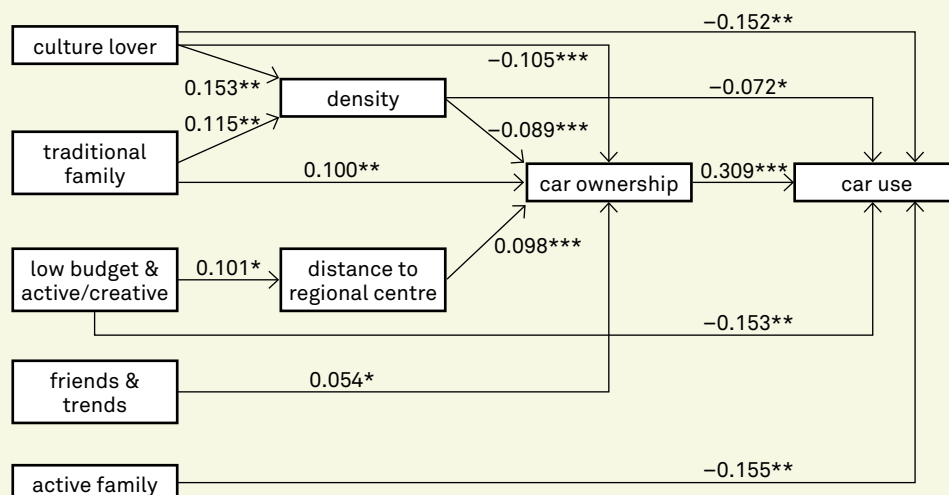 −0.152**
culture lover
−0.105***
0.153**
density
−0.072*
0.115**
−0.089***
traditional
family
0.100**
car ownership
0.309***
car use
0.098***
low budget &
active/creative
0.101*
distance to
regional centre
−0.153**
friends &
trends
0.054*
−0.155**
active family